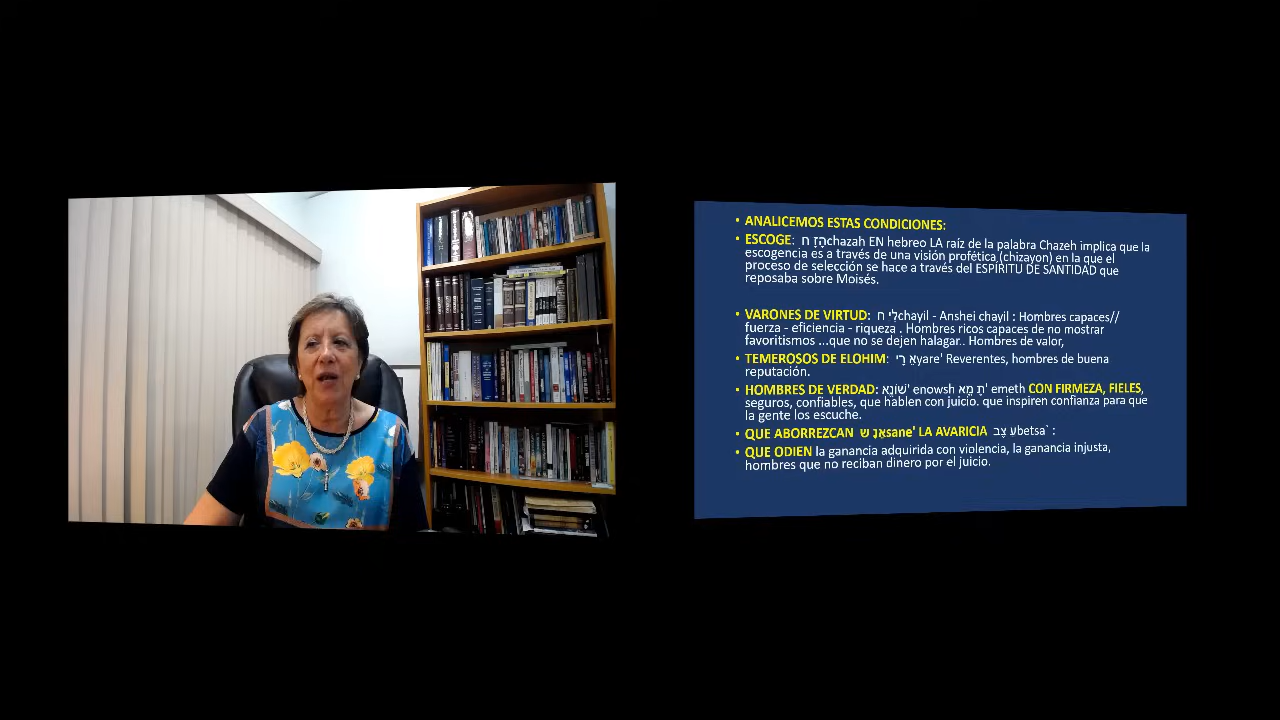 • ANALICEMOS ESTAS CONDICIONES:
• ESCOGE: הָזָ חchazah EN hebreo LA raíz de la palabra Chazeh implica que la
escogencia es a través de una visión profética (chizayon) en la que el
proceso de selección se hace a través del ESPIRITU DE SANTIDAD que
reposaba sobre Moisés.
• VARONES DE VIRTUD: לִי חchayil - Anshei chayil : Hombres capaces//
fuerza - eficiencia - riqueza . Hombres ricos capaces de no mostrar
favoritismos ...que no se dejen halagar.. Hombres de valor,
• TEMEROSOS DE ELOHIM: אֵ רָיyare' Reverentes, hombres de buena
reputación.
• HOMBRES DE VERDAD: שׁוֹנָא' enowsh ת מֶא' emeth CON FIRMEZA, FIELES,
seguros, confiables, que hablen con juicio. que inspiren confianza para que
la gente los escuche.
• QUE ABORREZCAN אֵנ שsane' LA AVARICIA ע צֶבbetsa` :
• QUE ODIEN la ganancia adquirida con violencia, la ganancia injusta,
hombres que no reciban dinero por el juicio.